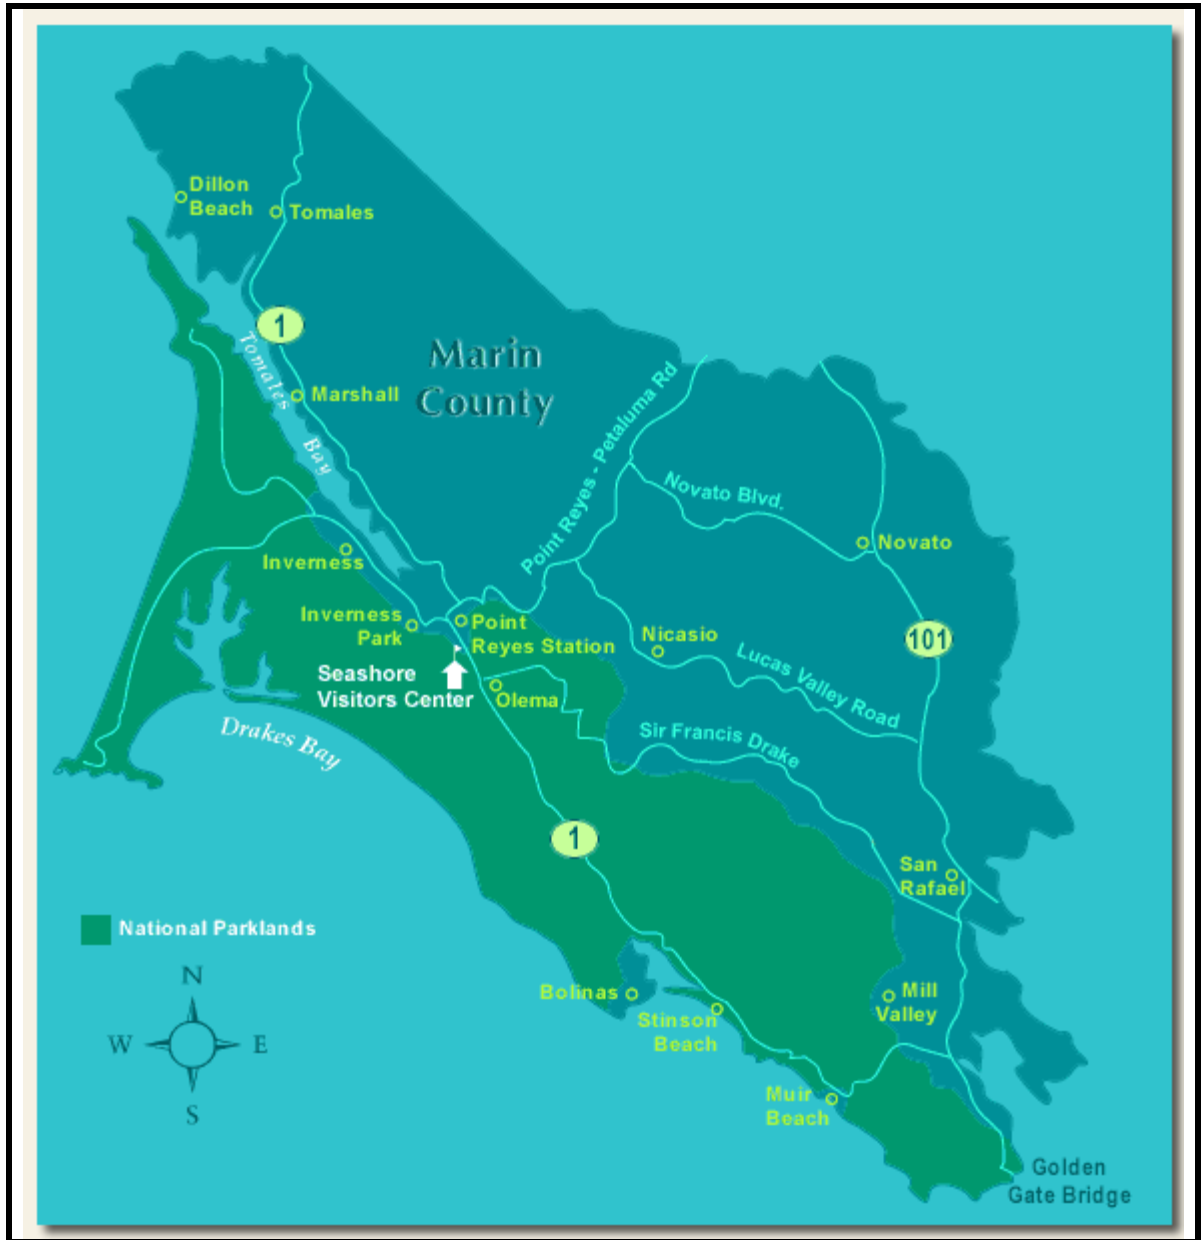 Dillon
Beach
Tomales
1
Tomales
Bay
Marin
County
Marshall
Point Reyes - Petaluma Rd
Novato Blvd.
Novato
Inverness
101
Inverness
Park
Point
Reyes Station
Nicasio
Lucas Valley Road
Seashore
Visitors Center
Olema
Drakes Bay
Sir Francis Drake
1
San
Rafael
National Parklands
N
W
E
S
Bolinas
Stinson
Beach
Mill
Valley
Muir
Beach
Golden
Gate Bridge